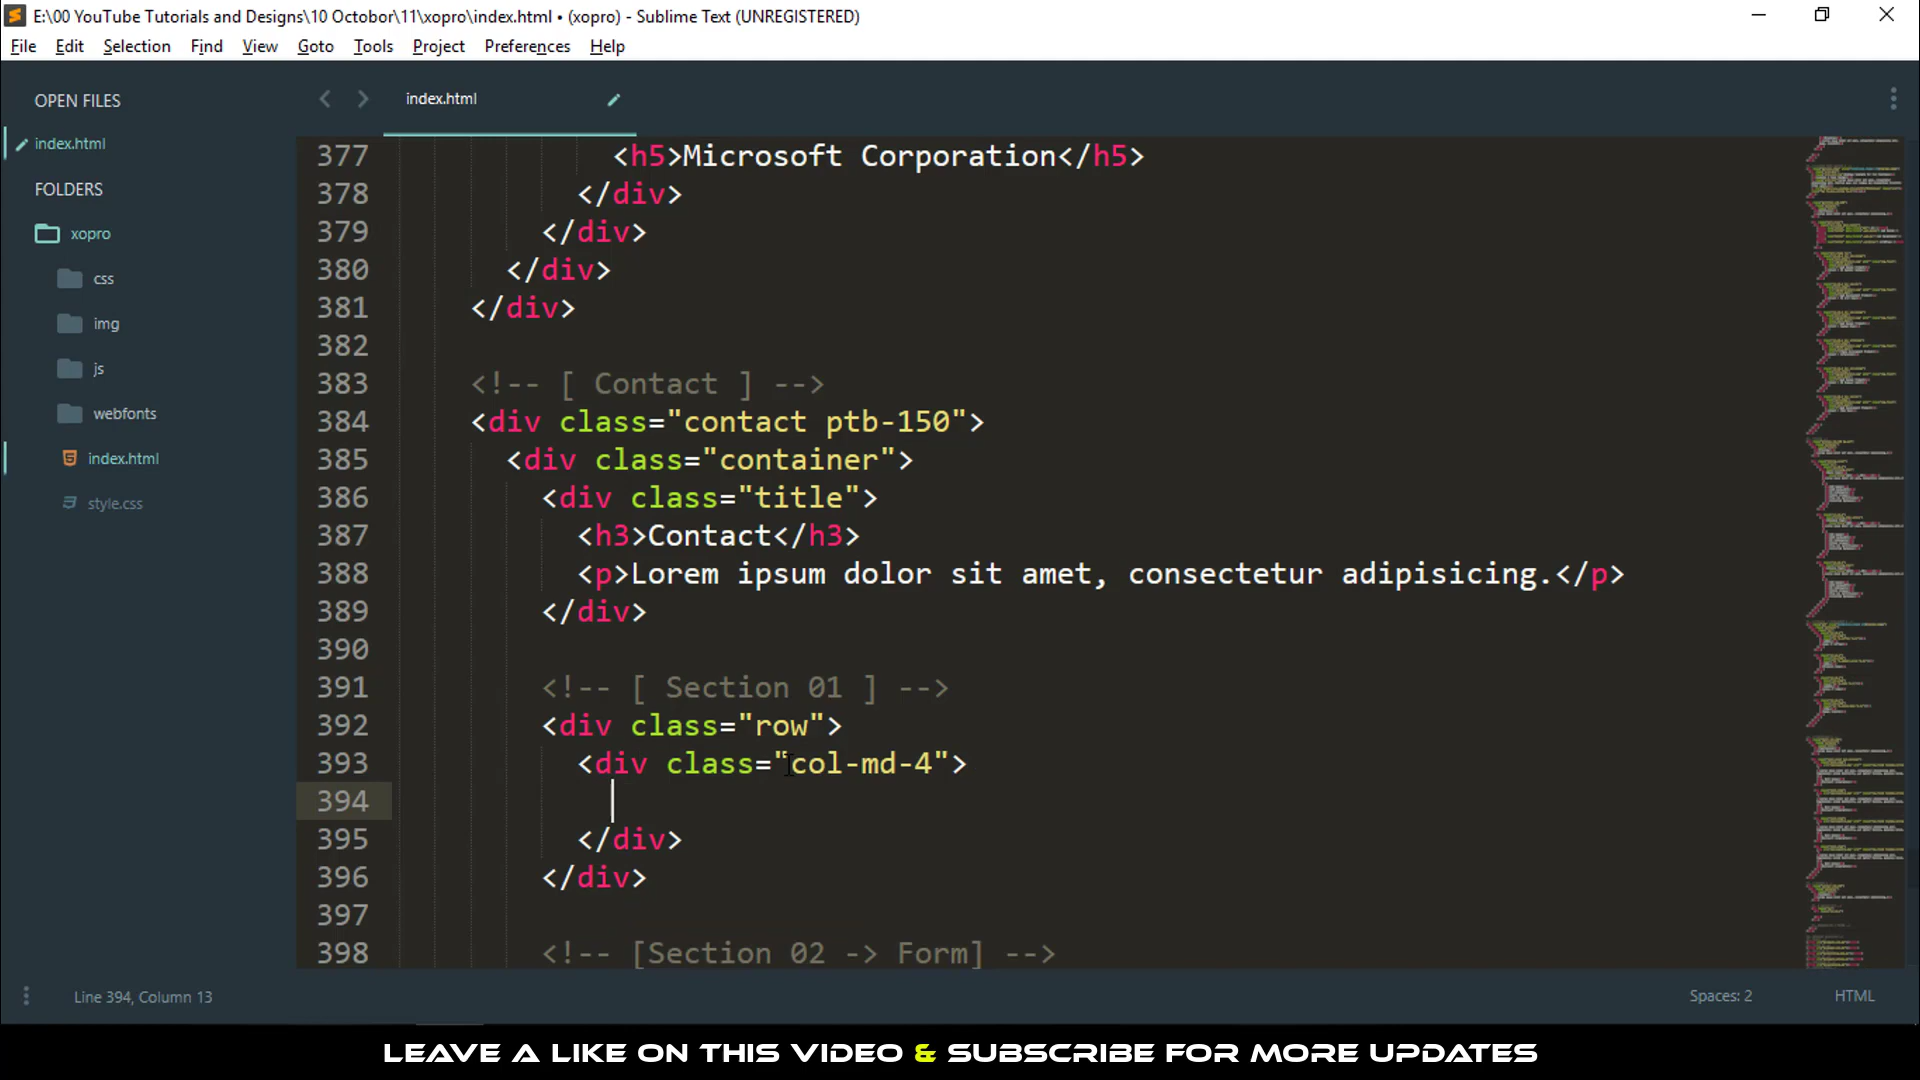 E:\00 YouTube Tutorials and Designs\10 Octobor\11\xopro\index.html • (xopro) - Sublime Text (UNREGISTERED)
File Edit Selection Find View Goto Tools Project Preferences Help
OPEN FILES
index.html
FOLDERS
xopro
css
img
js
webfonts
index.html
style.css
index.html
377 <h5>Microsoft Corporation</h5>
378 </div>
379 </div>
380 </div>
381 </div>
382
383 <!-- [ Contact ] -->
384 <div class="contact ptb-150">
385 <div class="container">
386 <div class="title">
387 <h3>Contact</h3>
388 <p>Lorem ipsum dolor sit amet, consectetur adipisicing.</p>
389 </div>
390
391 <!-- [ Section 01 ] -->
392 <div class="row">
393 <div class="col-md-4">
394
395 </div>
396 </div>
397
398 <!-- [Section 02 -> Form] -->
Line 394, Column 13
Spaces: 2
HTML
LEAVE A LIKE ON THIS VIDEO & SUBSCRIBE FOR MORE UPDATES